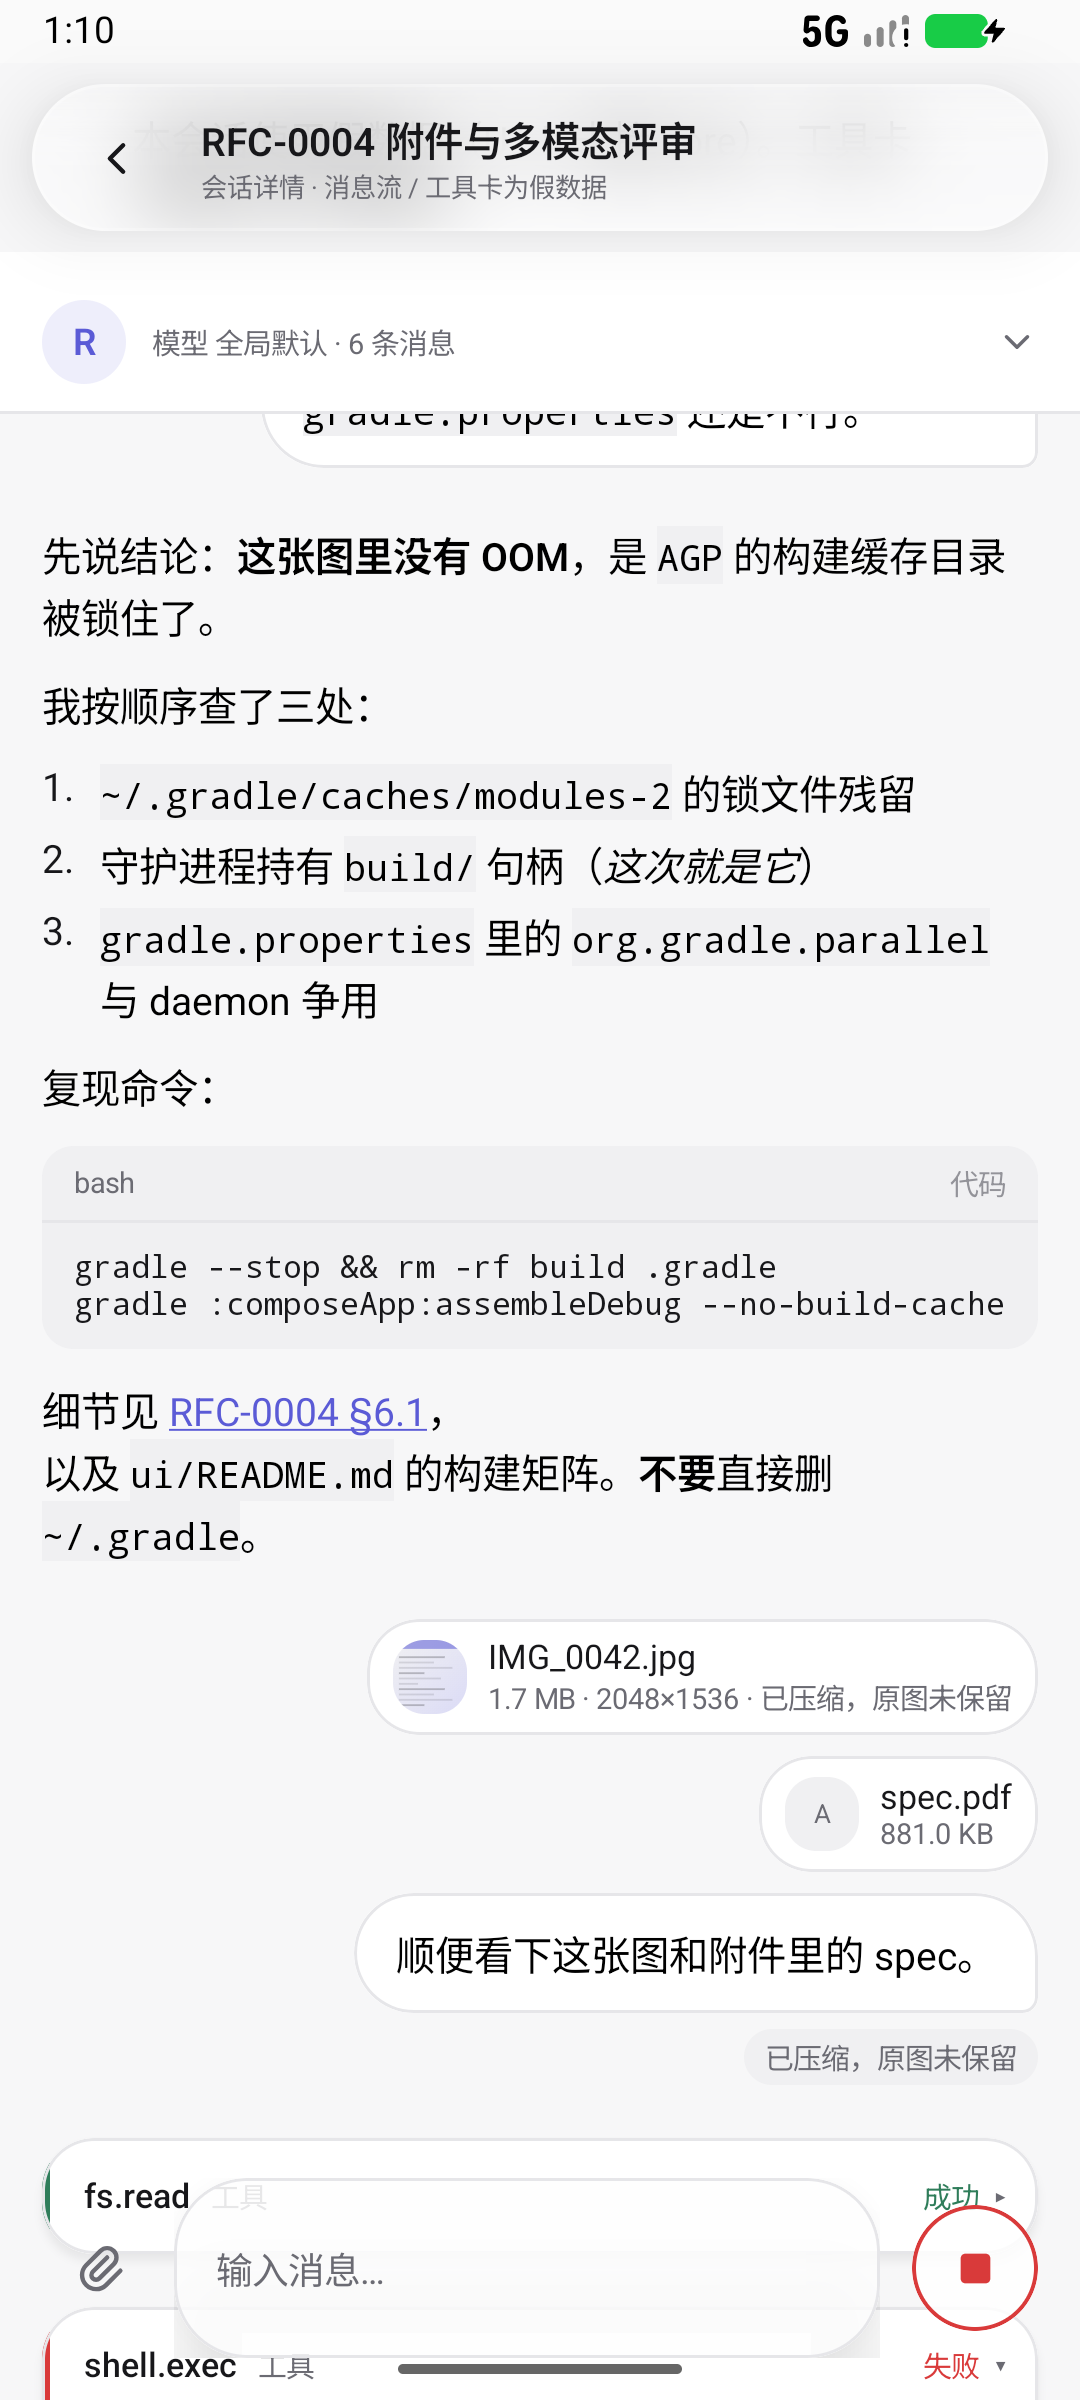 1:10
5G
RFC-0004 附件与多模态评审
会话详情 · 消息流 / 工具卡为假数据
R
模型 全局默认 · 6 条消息
gradle.properties 还是不行。
先说结论：这张图里没有 OOM，是 AGP 的构建缓存目录
被锁住了。
我按顺序查了三处：
1. ~/.gradle/caches/modules-2 的锁文件残留
2. 守护进程持有 build/ 句柄（这次就是它）
3. gradle.properties 里的 org.gradle.parallel
与 daemon 争用
复现命令：
bash
代码
gradle --stop && rm -rf build .gradle
gradle :composeApp:assembleDebug --no-build-cache
细节见 RFC-0004 §6.1，
以及 ui/README.md 的构建矩阵。不要直接删
~/.gradle。
IMG_0042.jpg
1.7 MB · 2048×1536 · 已压缩，原图未保留
A
spec.pdf
881.0 KB
顺便看下这张图和附件里的 spec。
已压缩，原图未保留
fs.read 工具
成功 ▸
输入消息...
shell.exec 工具
失败 ▾